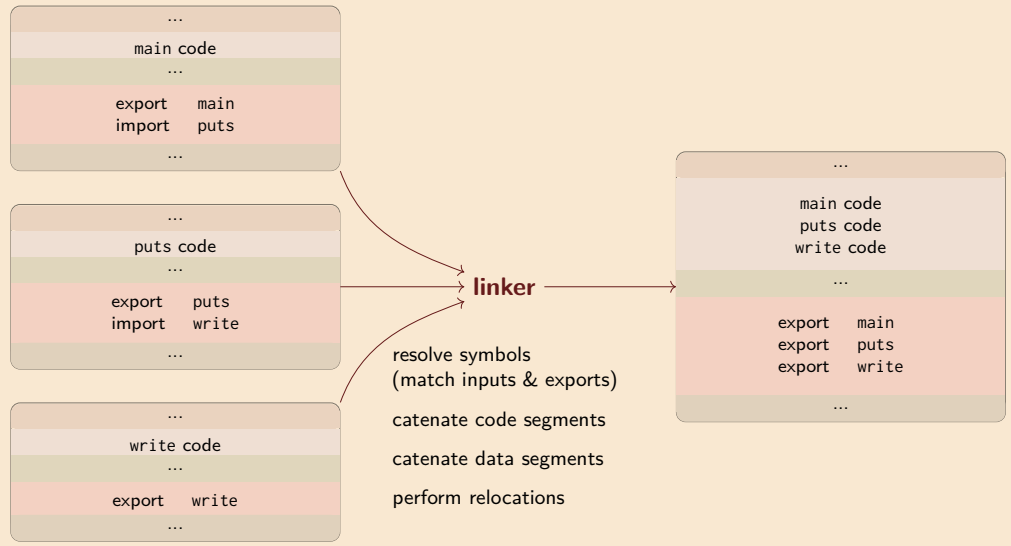 ...
main code
...
export main
import puts
...
...
puts code
...
export puts
import write
...
...
write code
...
export write
...
linker
resolve symbols
(match inputs & exports)
catenate code segments
catenate data segments
perform relocations
...
main code
puts code
write code
...
export main
export puts
export write
...